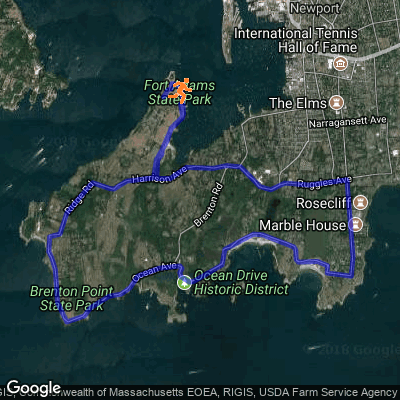 Newport
International Tennis
Hall of Fame
Fort Adams
State Park
The Elms
Narragansett Ave
Harrison Ave
Ruggles Ave
Ridge Rd
Brenton Rd
Rosecliff
Marble House
Ocean Ave
Ocean Drive
Historic District
Brenton Point
State Park
© 2018 Google
Google
GIS, Commonwealth of Massachusetts EOEA, RIGIS, USDA Farm Service Agency